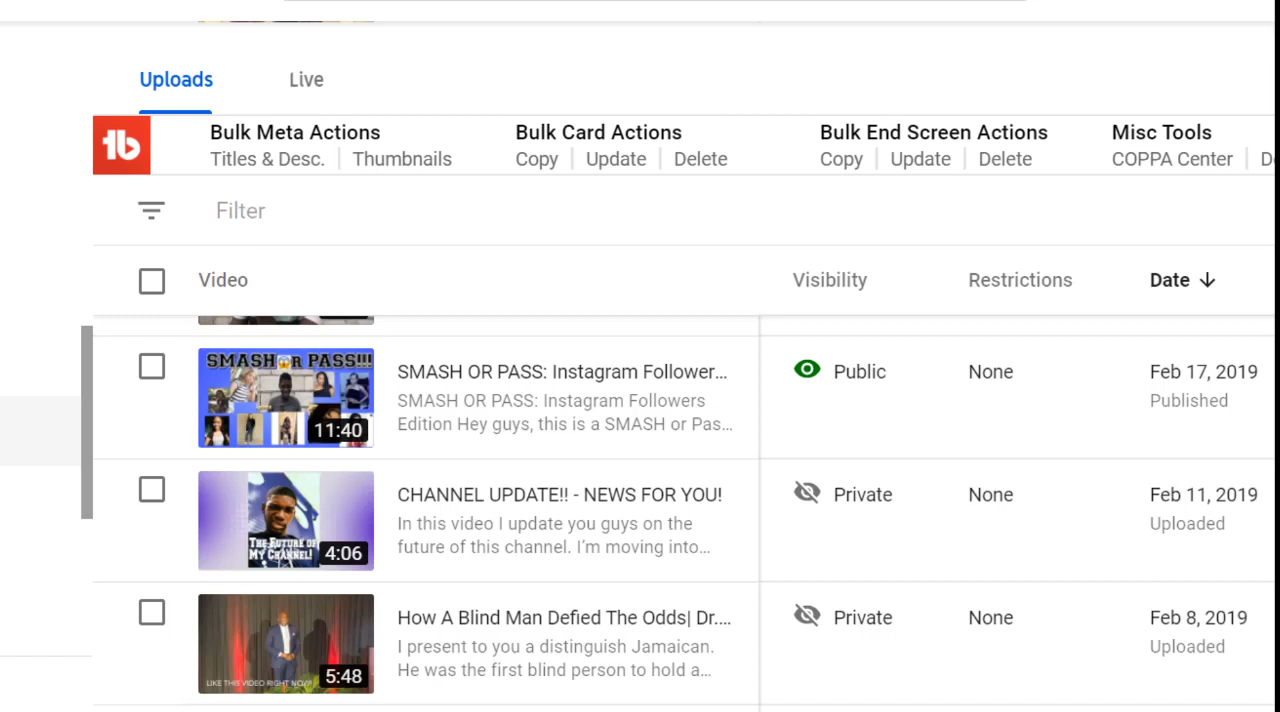 Uploads Live
Bulk Meta Actions Bulk Card Actions Bulk End Screen Actions Misc Tools
Titles & Desc. Thumbnails Copy Update Delete Copy Update Delete COPPA Center
Filter
Video Visibility Restrictions Date
SMASH OR PASS!!!
11:40
SMASH OR PASS: Instagram Follower...
SMASH OR PASS: Instagram Followers
Edition Hey guys, this is a SMASH or Pas...
Public None Feb 17, 2019
Published
THE FUTURE OF
MY CHANNEL!
4:06
CHANNEL UPDATE!! - NEWS FOR YOU!
In this video I update you guys on the
future of this channel. I'm moving into...
Private None Feb 11, 2019
Uploaded
LIKE THIS VIDEO RIGHT NOW!!!
5:48
How A Blind Man Defied The Odds| Dr....
I present to you a distinguish Jamaican.
He was the first blind person to hold a...
Private None Feb 8, 2019
Uploaded